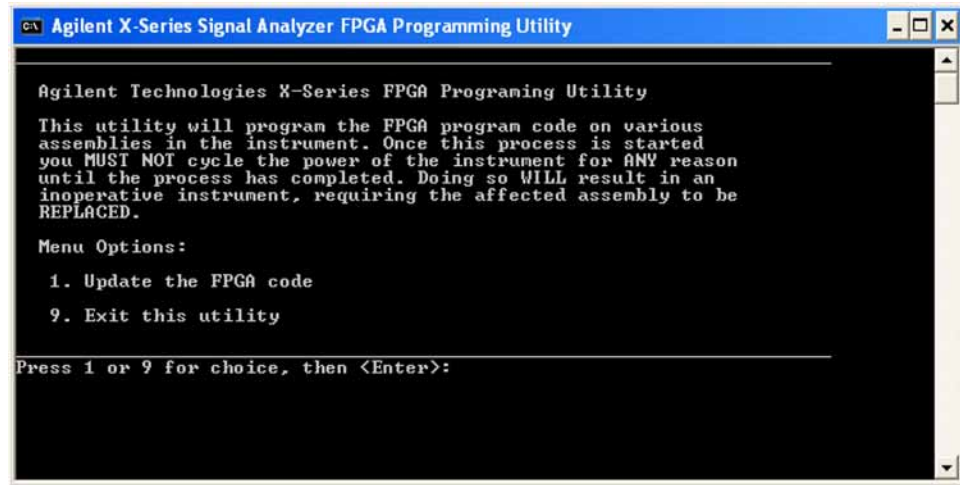 Agilent X-Series Signal Analyzer FPGA Programming Utility
Agilent Technologies X-Series FPGA Programing Utility
This utility will program the FPGA program code on various
assemblies in the instrument. Once this process is started
you MUST NOT cycle the power of the instrument for ANY reason
until the process has completed. Doing so WILL result in an
inoperative instrument, requiring the affected assembly to be
REPLACED.
Menu Options:
1. Update the FPGA code
9. Exit this utility
Press 1 or 9 for choice, then <Enter>: